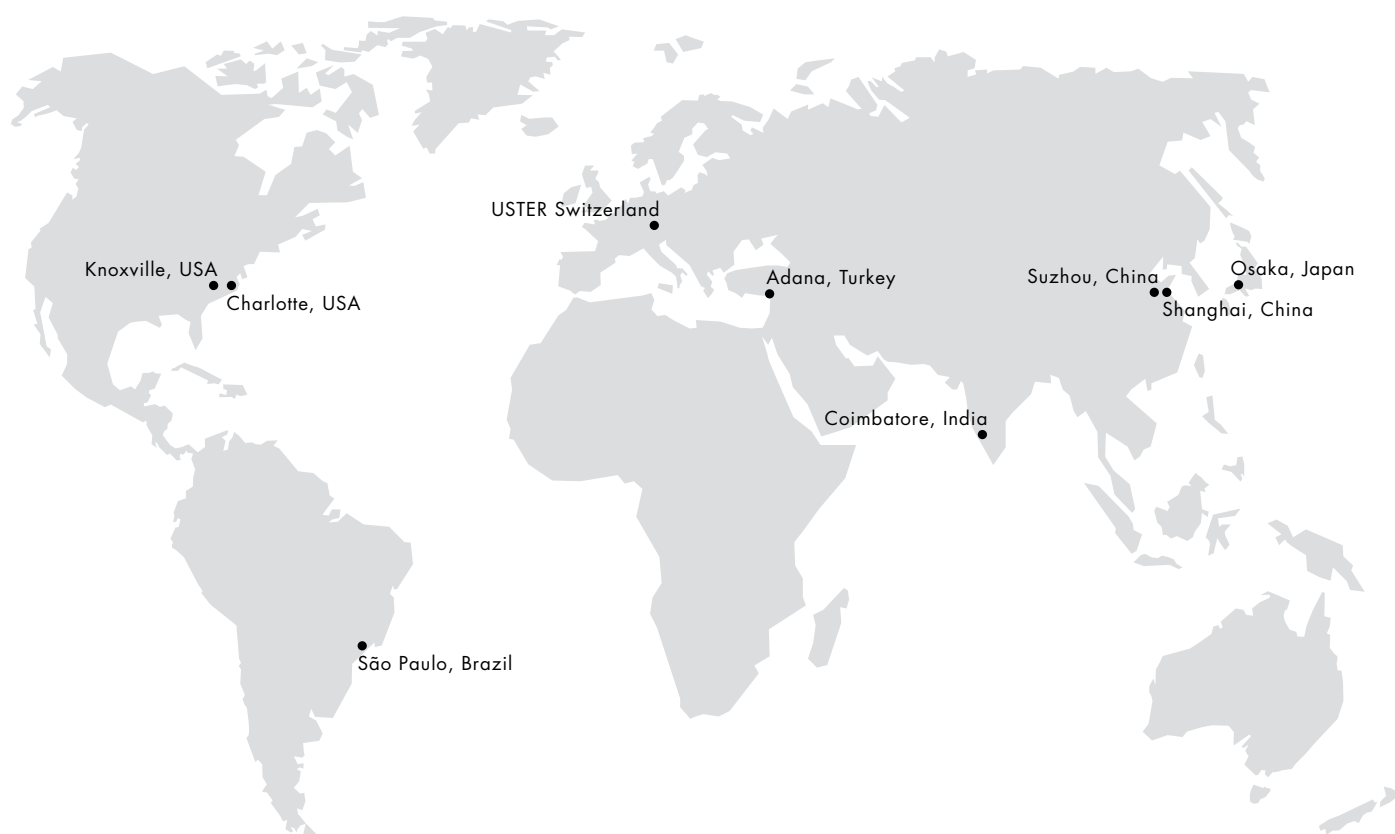 USTER Switzerland
Knoxville, USA
Charlotte, USA
Adana, Turkey
Suzhou, China
Osaka, Japan
Shanghai, China
Coimbatore, India
São Paulo, Brazil